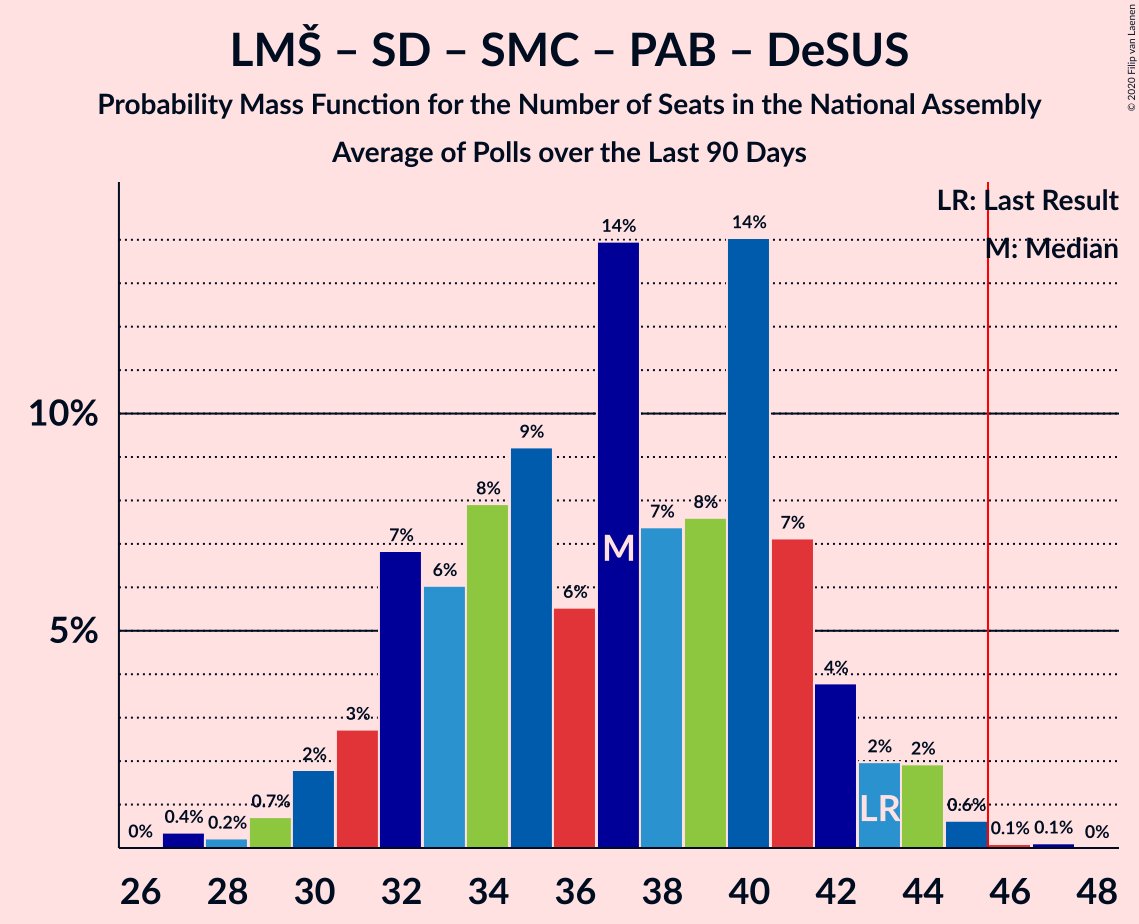 LMŠ – SD – SMC – PAB – DeSUS
Probability Mass Function for the Number of Seats in the National Assembly
Average of Polls over the Last 90 Days
© 2020 Filip van Laenen
LR: Last Result
M: Median
10%
5%
0%
0.4%
0.2%
0.7%
2%
3%
7%
6%
8%
9%
6%
14%
7%
8%
14%
7%
4%
2%
2%
0.6%
0.1%
0.1%
0%
M
LR
26 28 30 32 34 36 38 40 42 44 46 48